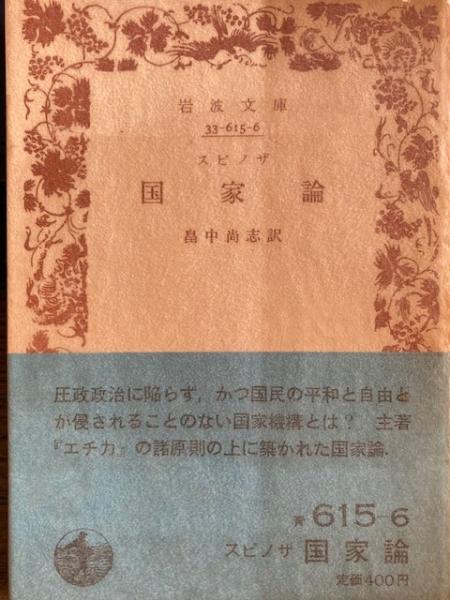 岩波文庫
33-615-6
スピノザ
国家論
畠中尚志訳
圧政政治に陥らず，かつ国民の平和と自由と
が侵されることのない国家機構とは？　主著
『エチカ』の諸原則の上に築かれた国家論．
青 615-6
スピノザ 国家論
定価400円